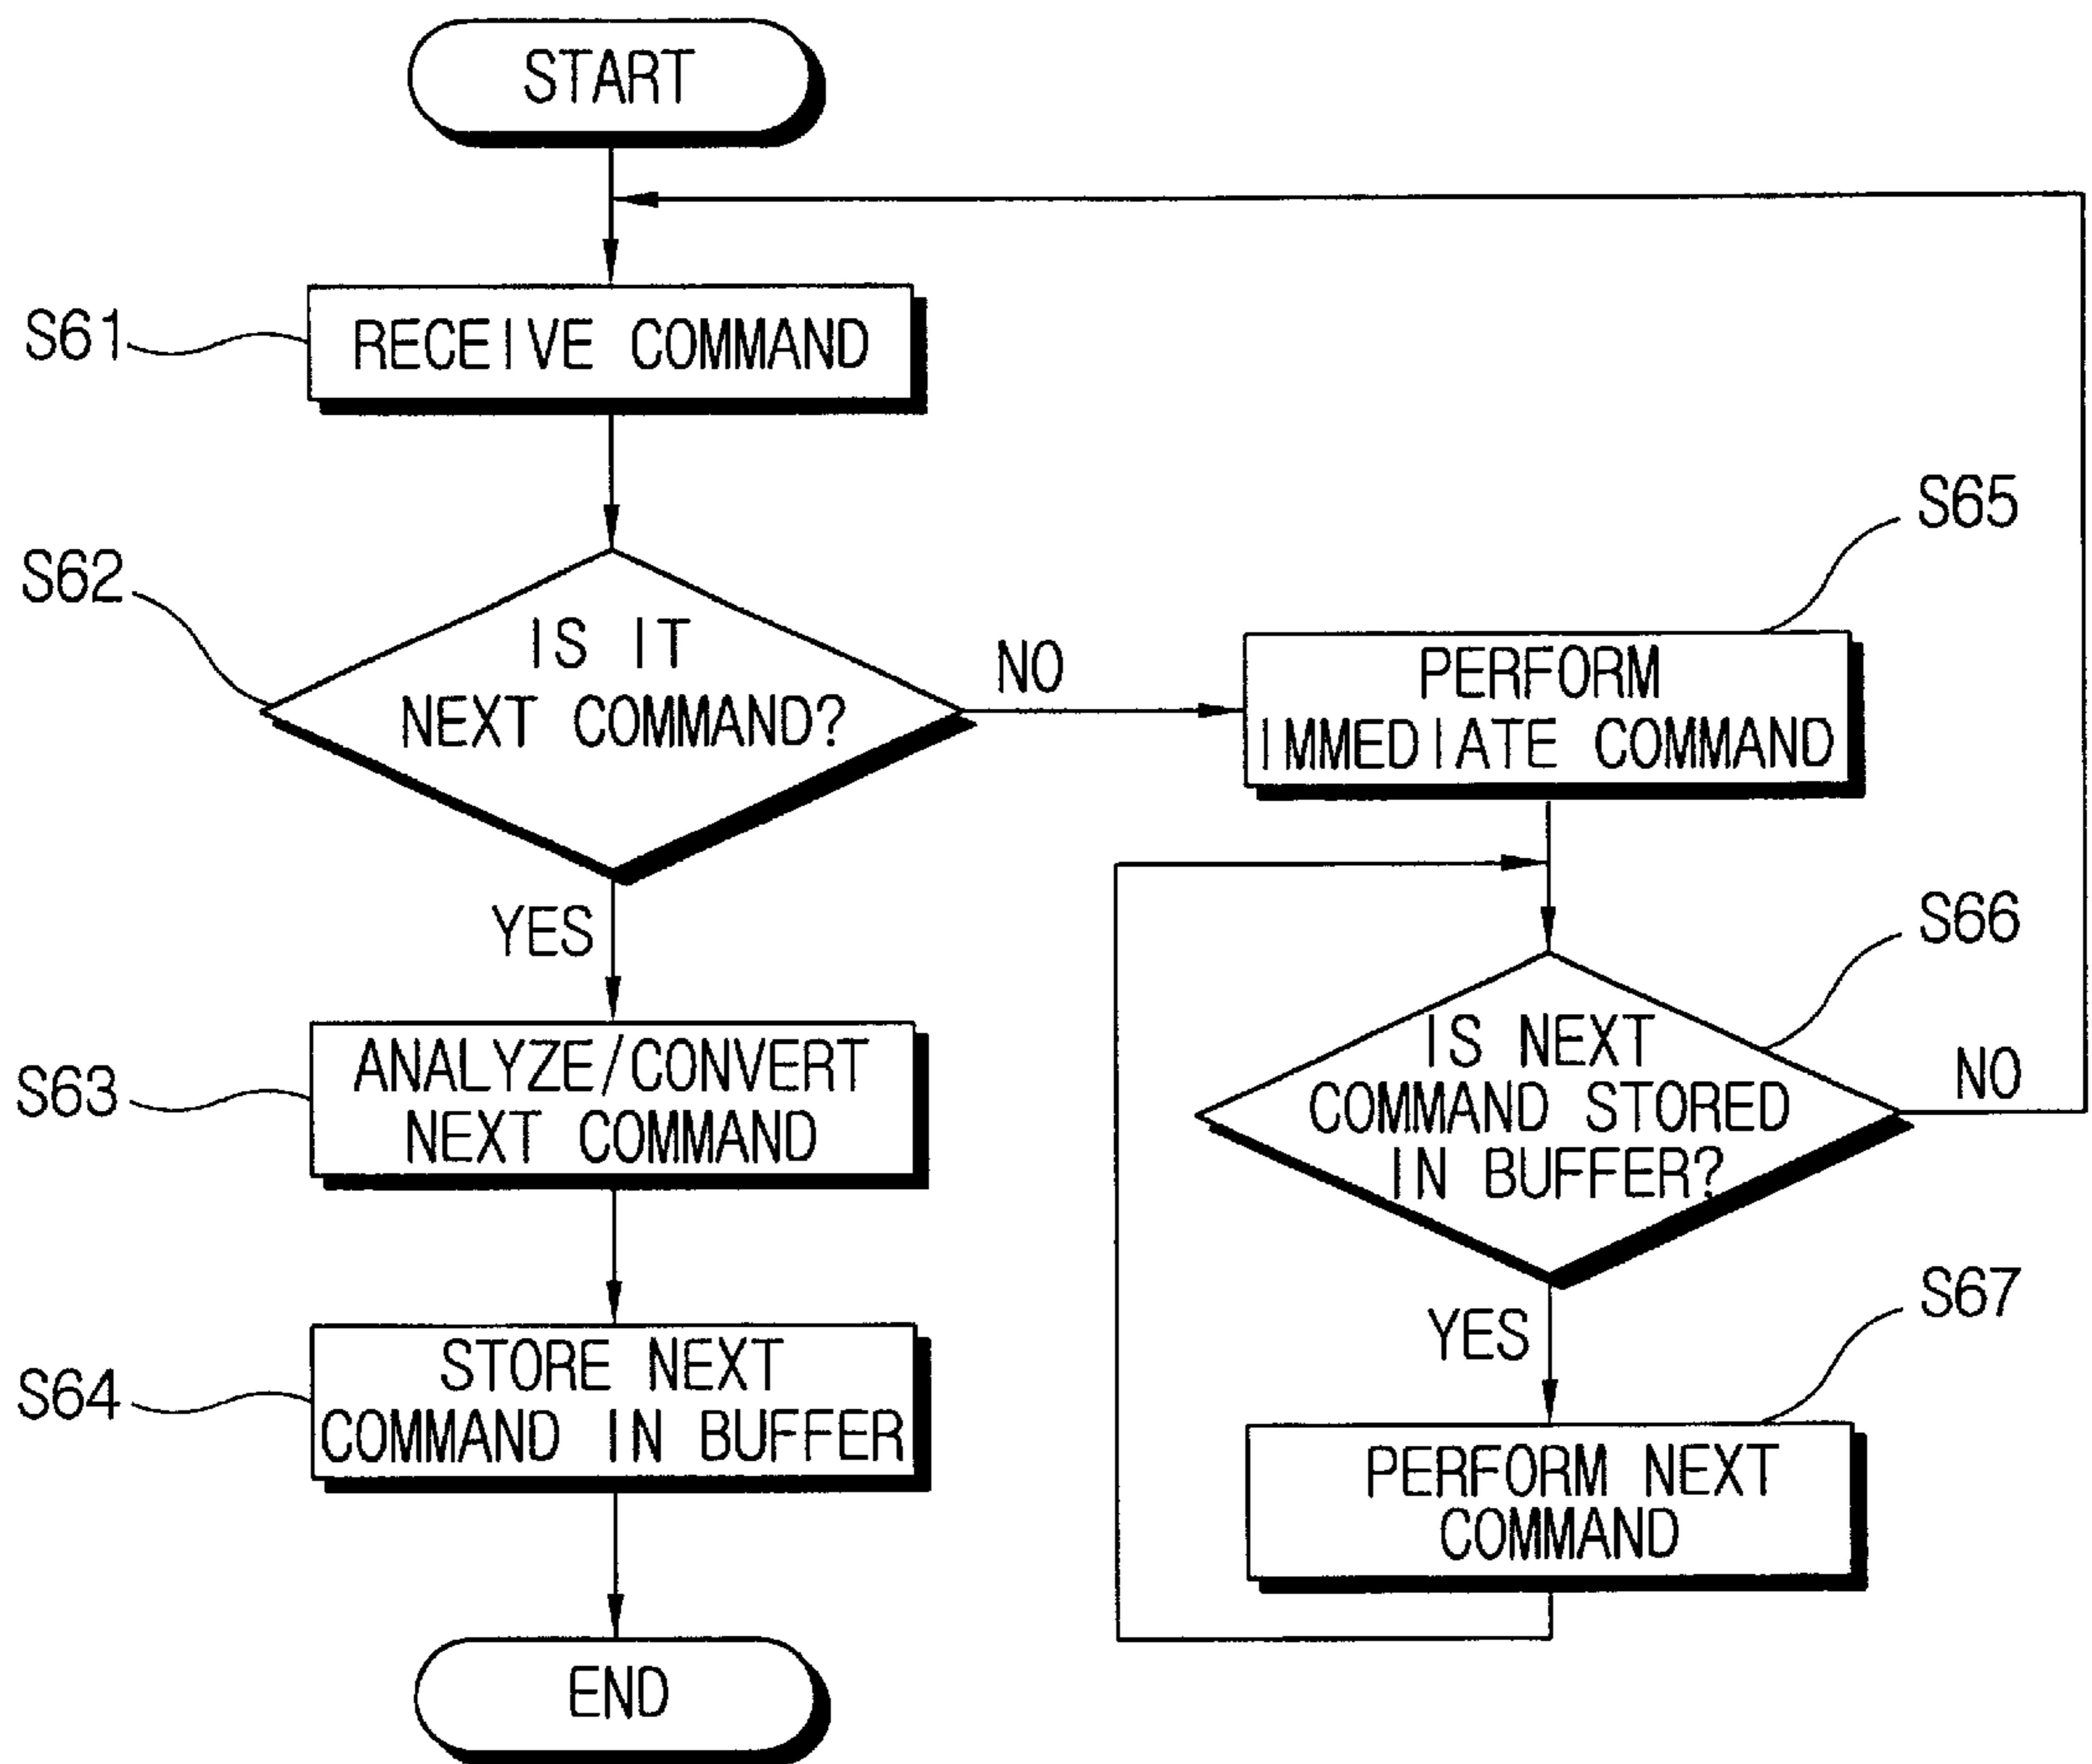 START
S61
RECEIVE COMMAND
S62
IS IT
NEXT COMMAND?
NO
YES
S63
ANALYZE/CONVERT
NEXT COMMAND
S64
STORE NEXT
COMMAND IN BUFFER
END
S65
PERFORM
IMMEDIATE COMMAND
S66
IS NEXT
COMMAND STORED
IN BUFFER?
NO
YES
S67
PERFORM NEXT
COMMAND